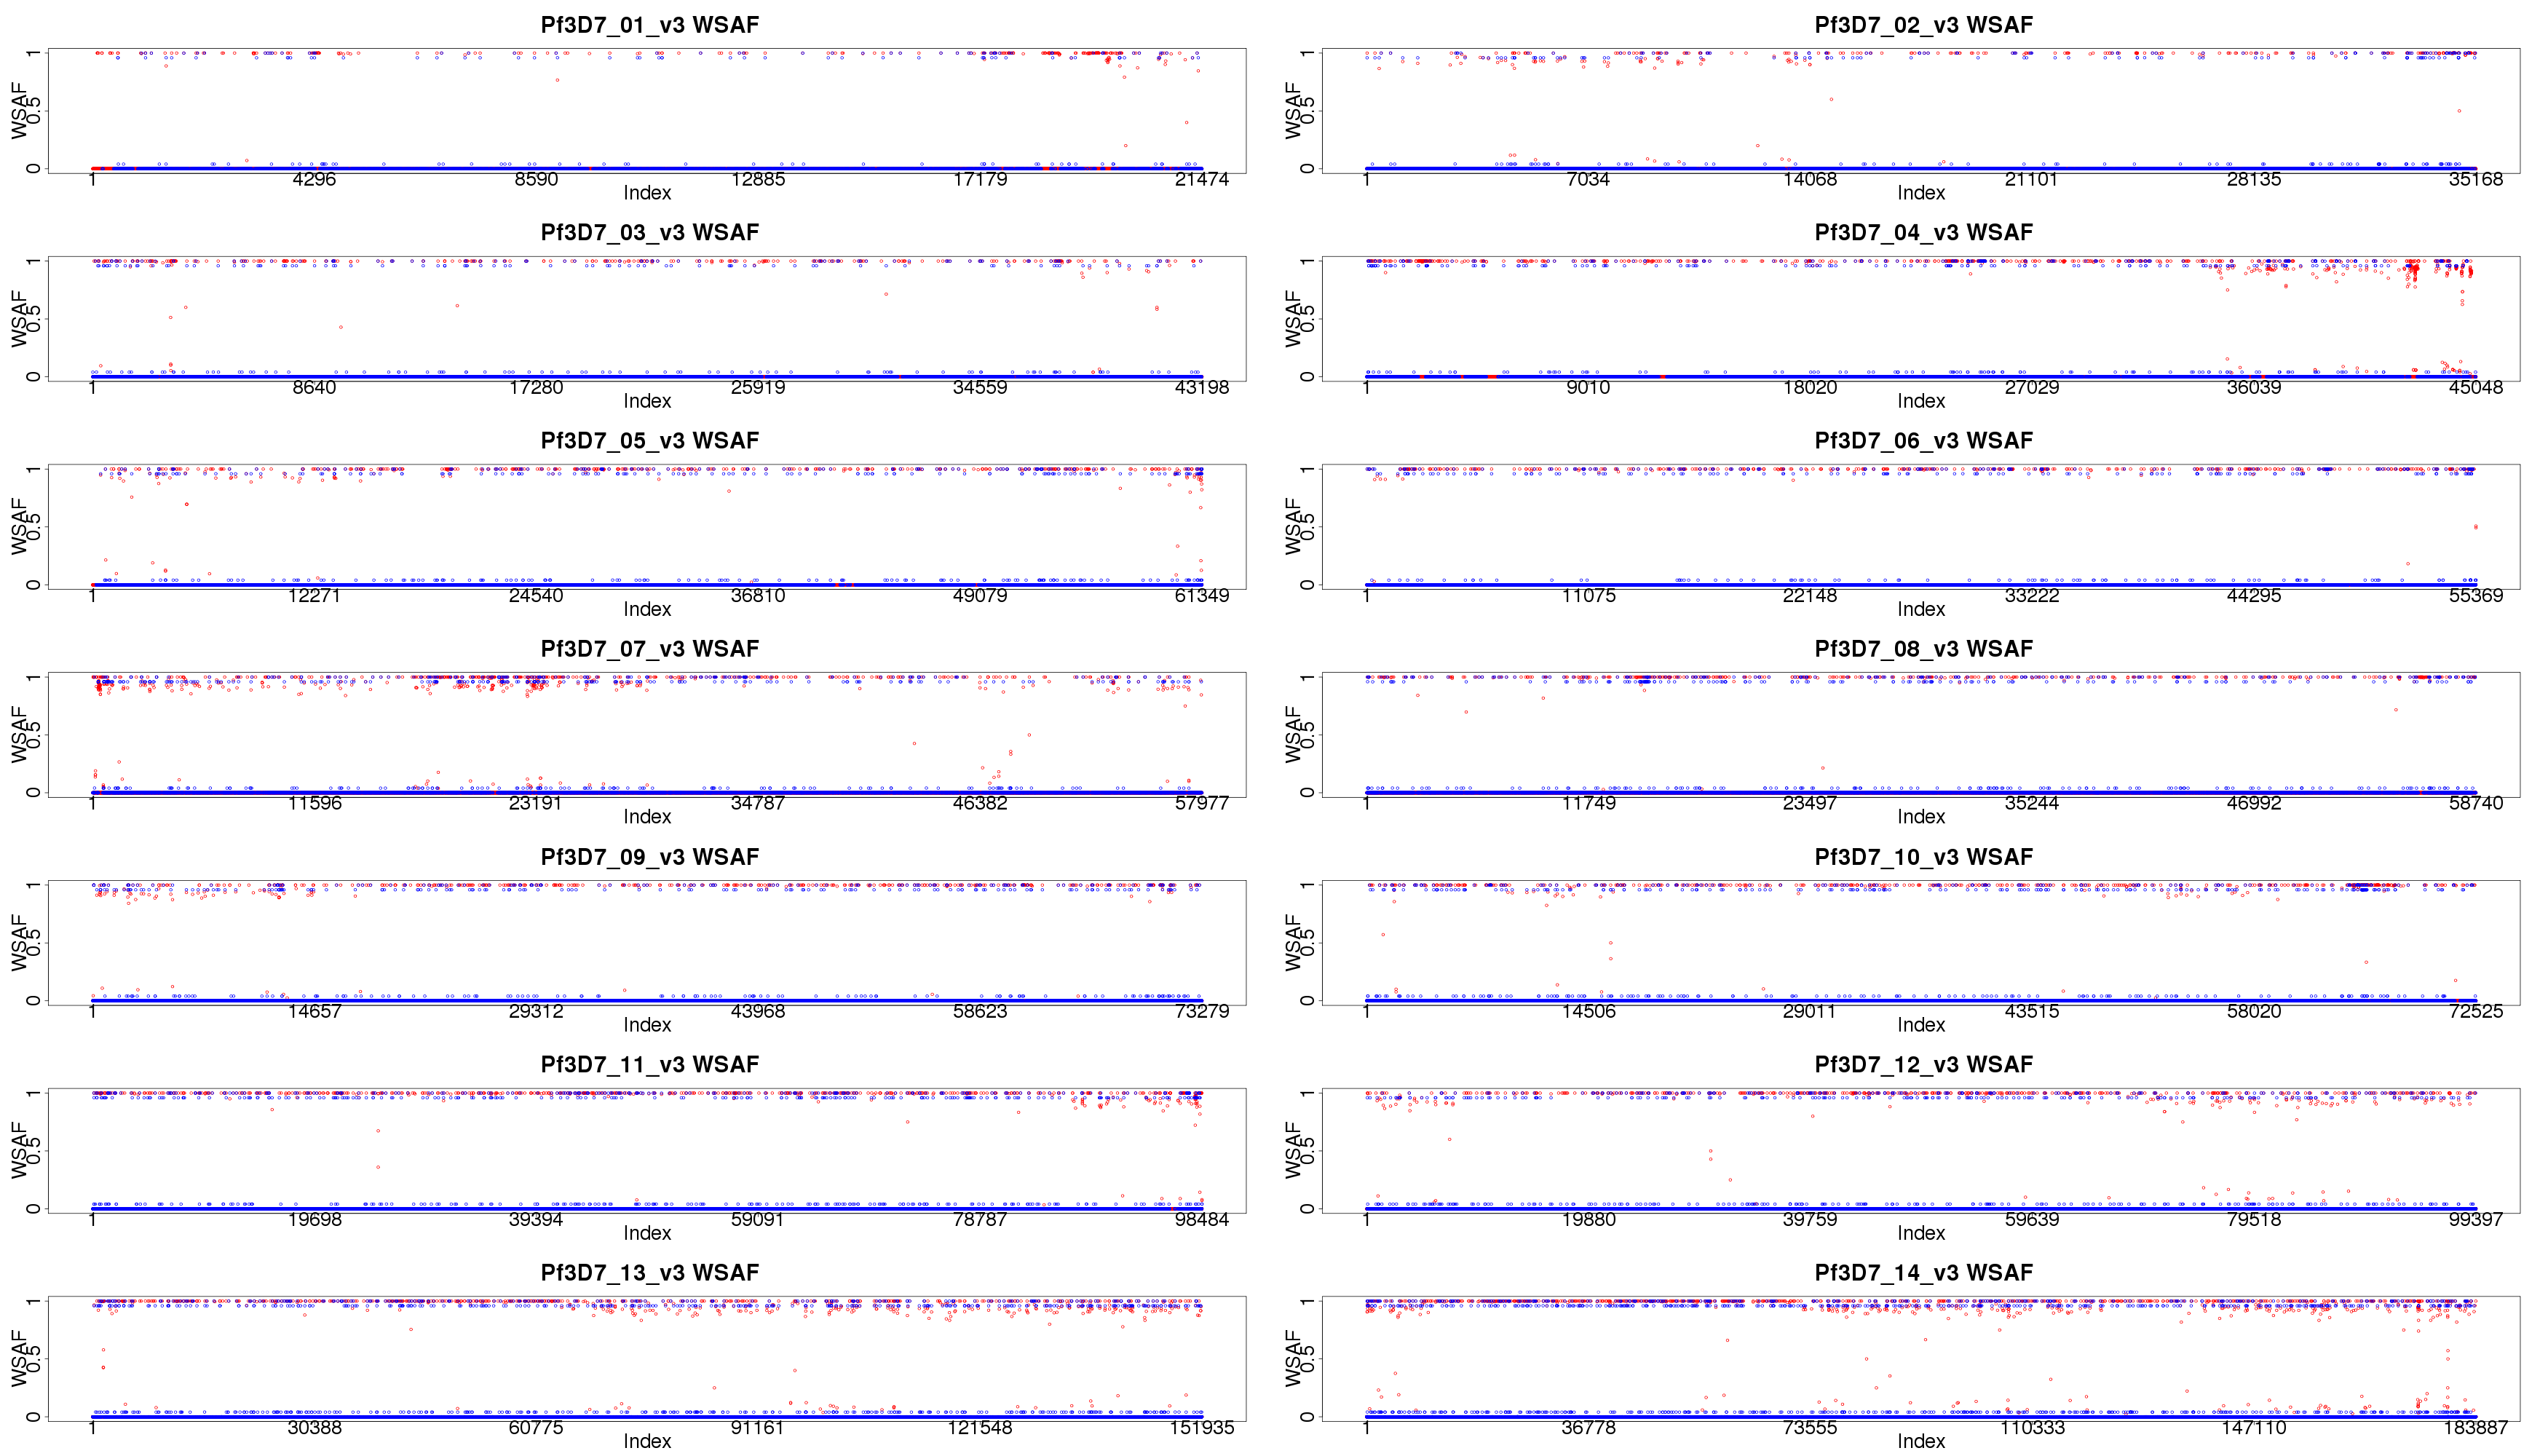 Pf3D7_01_v3 WSAF
WSAF
1
0.5
0
1 4296 8590 12885 17179 21474
Index
Pf3D7_02_v3 WSAF
WSAF
1
0.5
0
1 7034 14068 21101 28135 35168
Index
Pf3D7_03_v3 WSAF
WSAF
1
0.5
0
1 8640 17280 25919 34559 43198
Index
Pf3D7_04_v3 WSAF
WSAF
1
0.5
0
1 9010 18020 27029 36039 45048
Index
Pf3D7_05_v3 WSAF
WSAF
1
0.5
0
1 12271 24540 36810 49079 61349
Index
Pf3D7_06_v3 WSAF
WSAF
1
0.5
0
1 11075 22148 33222 44295 55369
Index
Pf3D7_07_v3 WSAF
WSAF
1
0.5
0
1 11596 23191 34787 46382 57977
Index
Pf3D7_08_v3 WSAF
WSAF
1
0.5
0
1 11749 23497 35244 46992 58740
Index
Pf3D7_09_v3 WSAF
WSAF
1
0.5
0
1 14657 29312 43968 58623 73279
Index
Pf3D7_10_v3 WSAF
WSAF
1
0.5
0
1 14506 29011 43515 58020 72525
Index
Pf3D7_11_v3 WSAF
WSAF
1
0.5
0
1 19698 39394 59091 78787 98484
Index
Pf3D7_12_v3 WSAF
WSAF
1
0.5
0
1 19880 39759 59639 79518 99397
Index
Pf3D7_13_v3 WSAF
WSAF
1
0.5
0
1 30388 60775 91161 121548 151935
Index
Pf3D7_14_v3 WSAF
WSAF
1
0.5
0
1 36778 73555 110333 147110 183887
Index